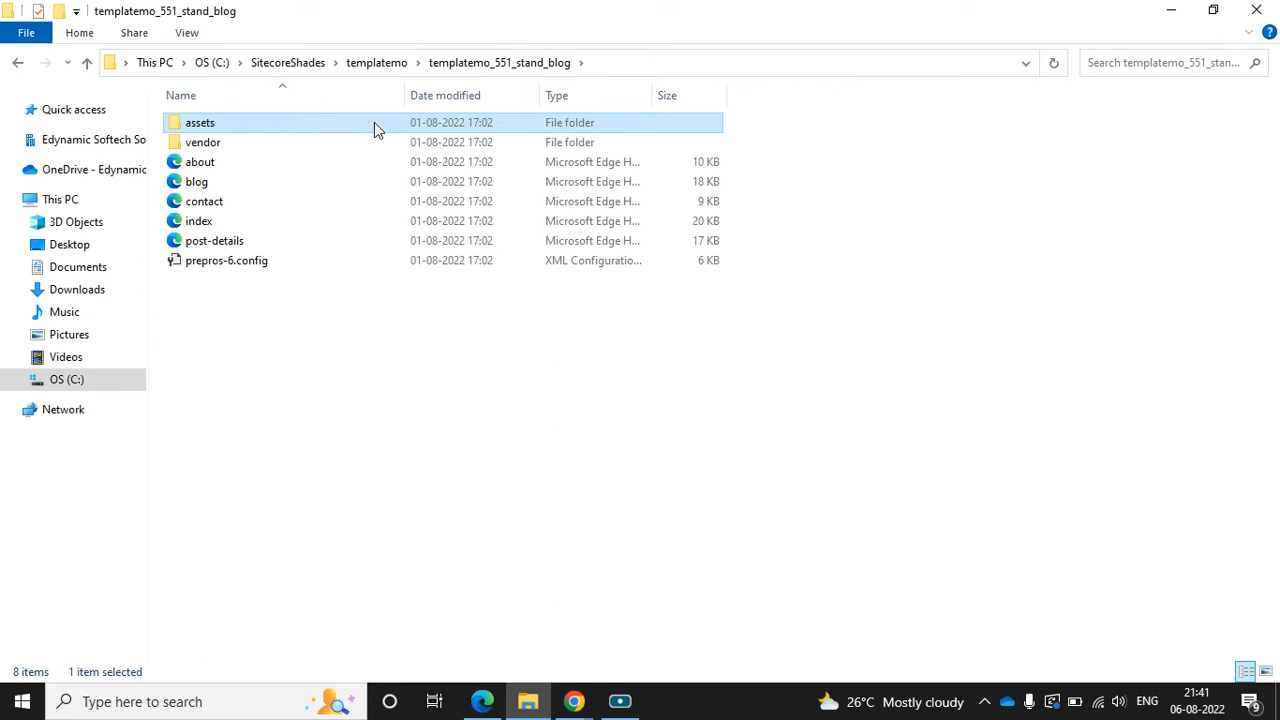 templatemo_551_stand_blog
File Home Share View
This PC OS (C:) SitecoreShades templatemo templatemo_551_stand_blog
Search templatemo_551_stan...
Name Date modified Type Size
assets 01-08-2022 17:02 File folder
vendor 01-08-2022 17:02 File folder
about 01-08-2022 17:02 Microsoft Edge H... 10 KB
blog 01-08-2022 17:02 Microsoft Edge H... 18 KB
contact 01-08-2022 17:02 Microsoft Edge H... 9 KB
index 01-08-2022 17:02 Microsoft Edge H... 20 KB
post-details 01-08-2022 17:02 Microsoft Edge H... 17 KB
prepros-6.config 01-08-2022 17:02 XML Configuratio... 6 KB
Quick access
Edynamic Softech So
OneDrive - Edynamic
This PC
3D Objects
Desktop
Documents
Downloads
Music
Pictures
Videos
OS (C:)
Network
8 items 1 item selected
Type here to search
26°C Mostly cloudy
ENG
21:41
06-08-2022
9